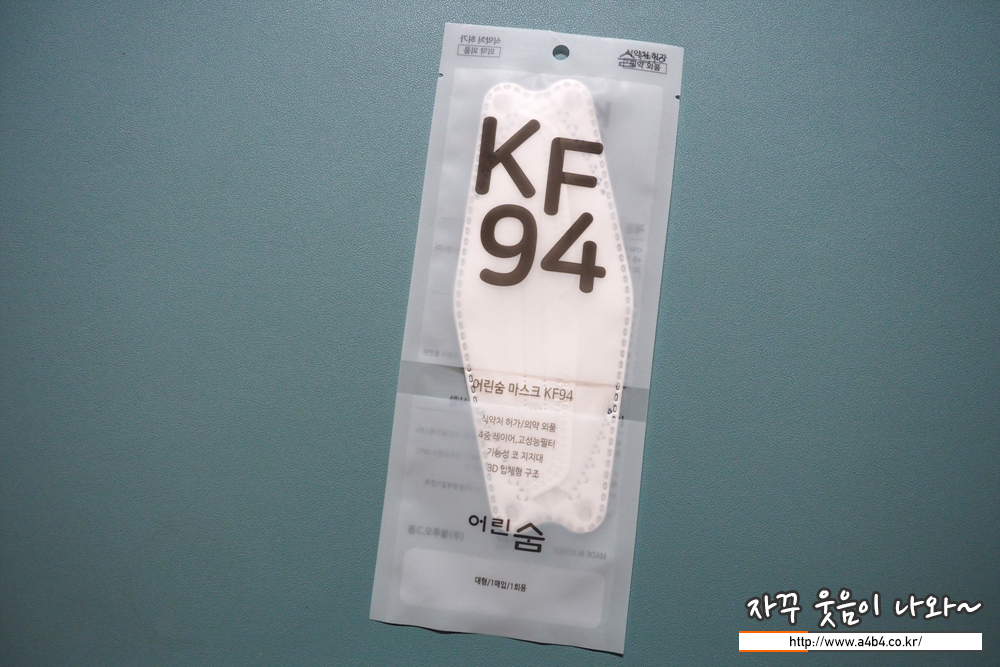 식약처 허가
의약 외품
KF
94
어린숨 마스크 KF94
식약처 허가/의약 외품
4중 레이어,고성능필터
기능성 코 지지대
3D 입체형 구조
어린숨
대형/1매입/1회용
자꾸 웃음이 나와~
http://www.a4b4.co.kr/